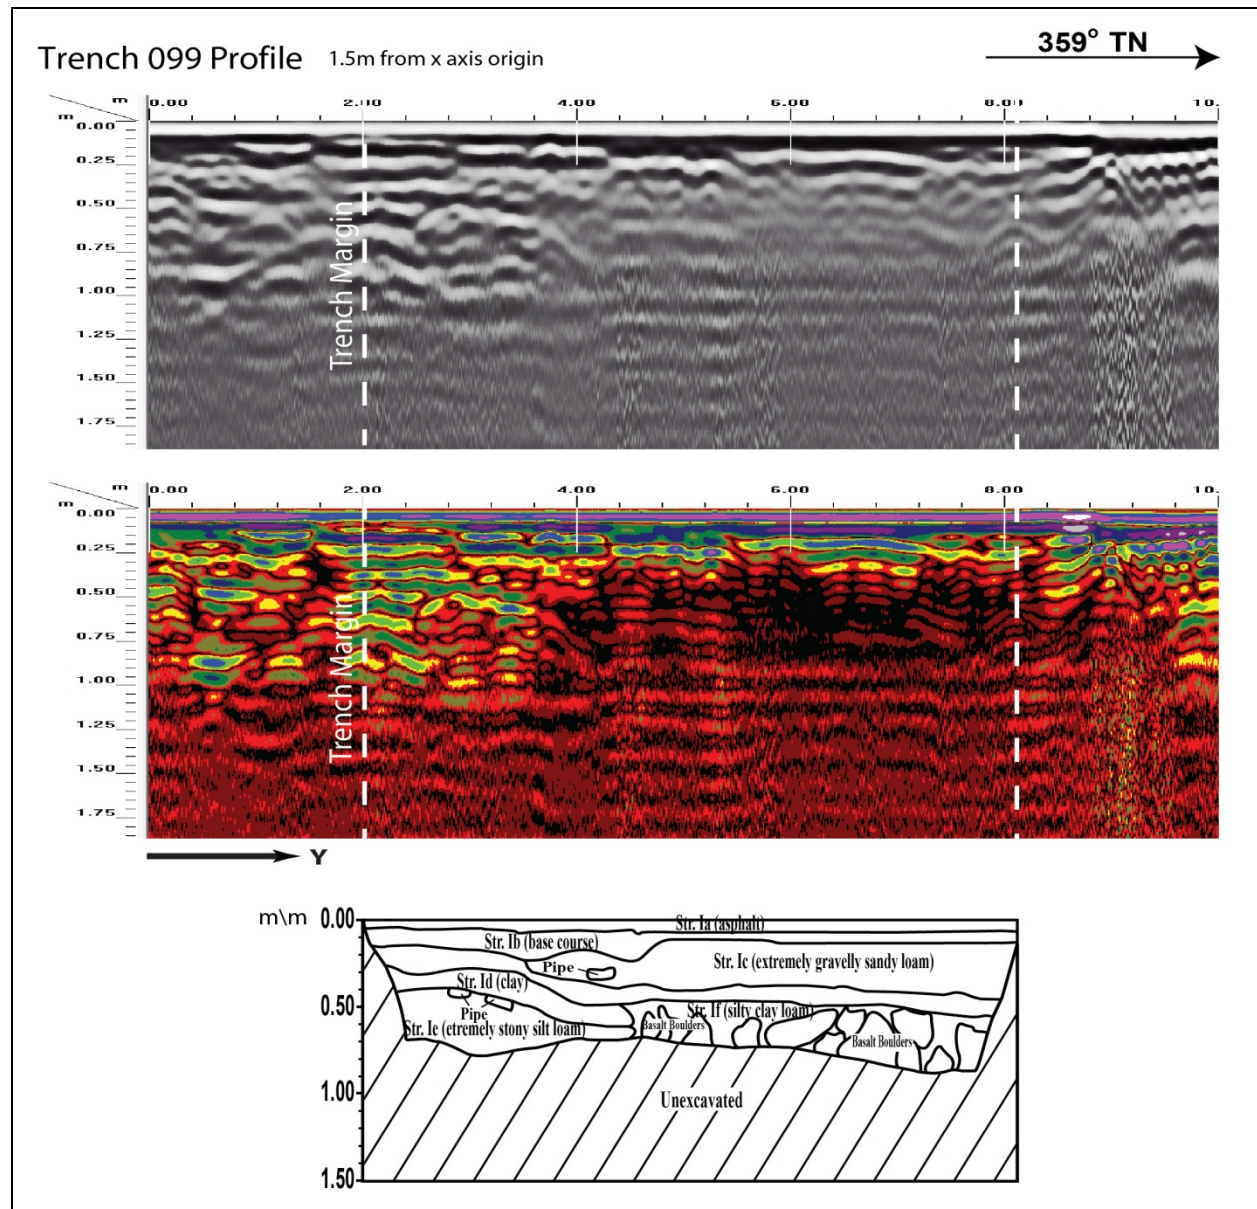 Trench 099 Profile 1.5m from x axis origin
359° TN
m 0.00 2.00 4.00 6.00 8.00 10.
m
0.00
0.25
0.50
0.75
1.00
1.25
1.50
1.75
Trench Margin
m 0.00 2.00 4.00 6.00 8.00 10.
m
0.00
0.25
0.50
0.75
1.00
1.25
1.50
1.75
Trench Margin
Y
m\m 0.00
0.50
1.00
1.50
Str. Ia (asphalt)
Str. Ib (base course)
Str. Ic (extremely gravelly sandy loam)
Pipe
Str. Id (clay)
Pipe
Str. If (silty clay loam)
Basalt Boulders
Str. Ie (etremely stony silt loam)
Basalt Boulders
Unexcavated